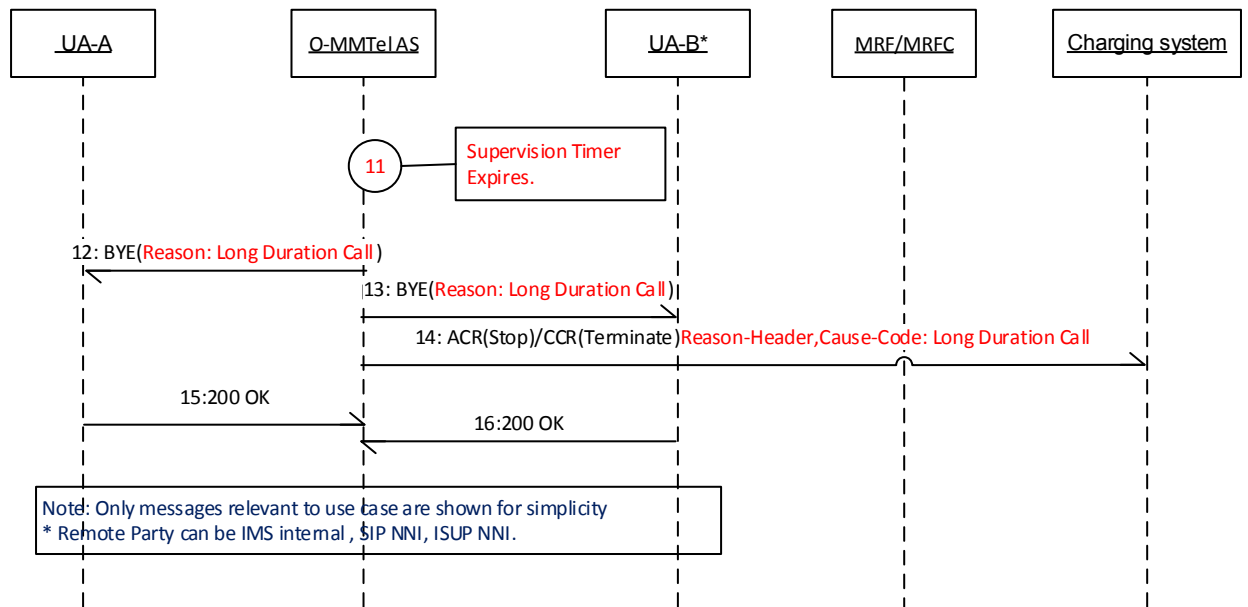 UA-A
O-MMTel AS
UA-B*
MRF/MRFC
Charging system
11
Supervision Timer
Expires.
12: BYE(Reason: Long Duration Call)
13: BYE(Reason: Long Duration Call)
14: ACR(Stop)/CCR(Terminate)Reason-Header,Cause-Code: Long Duration Call
15:200 OK
16:200 OK
Note: Only messages relevant to use case are shown for simplicity
* Remote Party can be IMS internal , SIP NNI, ISUP NNI.